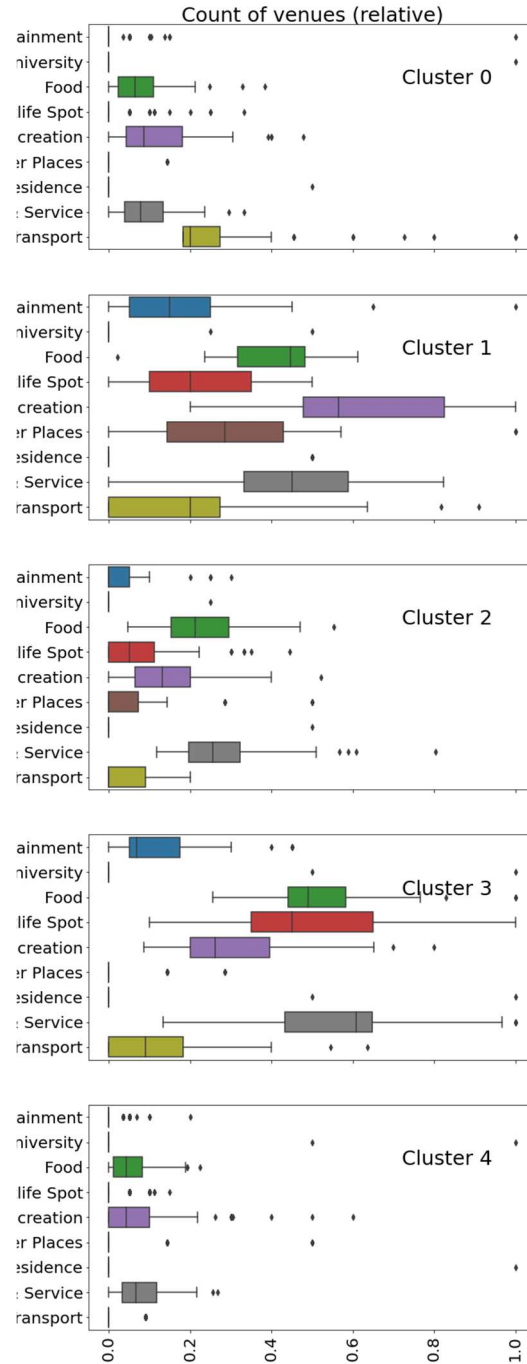 Count of venues (relative)
ainment
niversity
Food
life Spot
creation
er Places
esidence
Service
ransport
Cluster 0
ainment
niversity
Food
life Spot
creation
er Places
esidence
Service
ransport
Cluster 1
ainment
niversity
Food
life Spot
creation
er Places
esidence
Service
ransport
Cluster 2
ainment
niversity
Food
life Spot
creation
er Places
esidence
Service
ransport
Cluster 3
ainment
niversity
Food
life Spot
creation
er Places
esidence
Service
ransport
Cluster 4
0.0
0.2
0.4
0.6
0.8
1.0